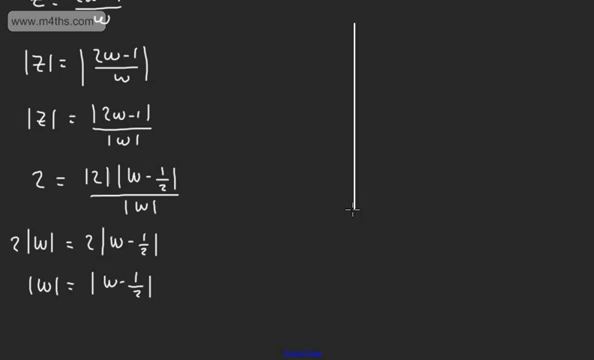 www.m4ths.com
w
|z| = |(2w-1)/w|
|z| = |2w-1|/|w|
2 = |2||w-1/2|/|w|
2|w| = 2|w-1/2|
|w| = |w-1/2|